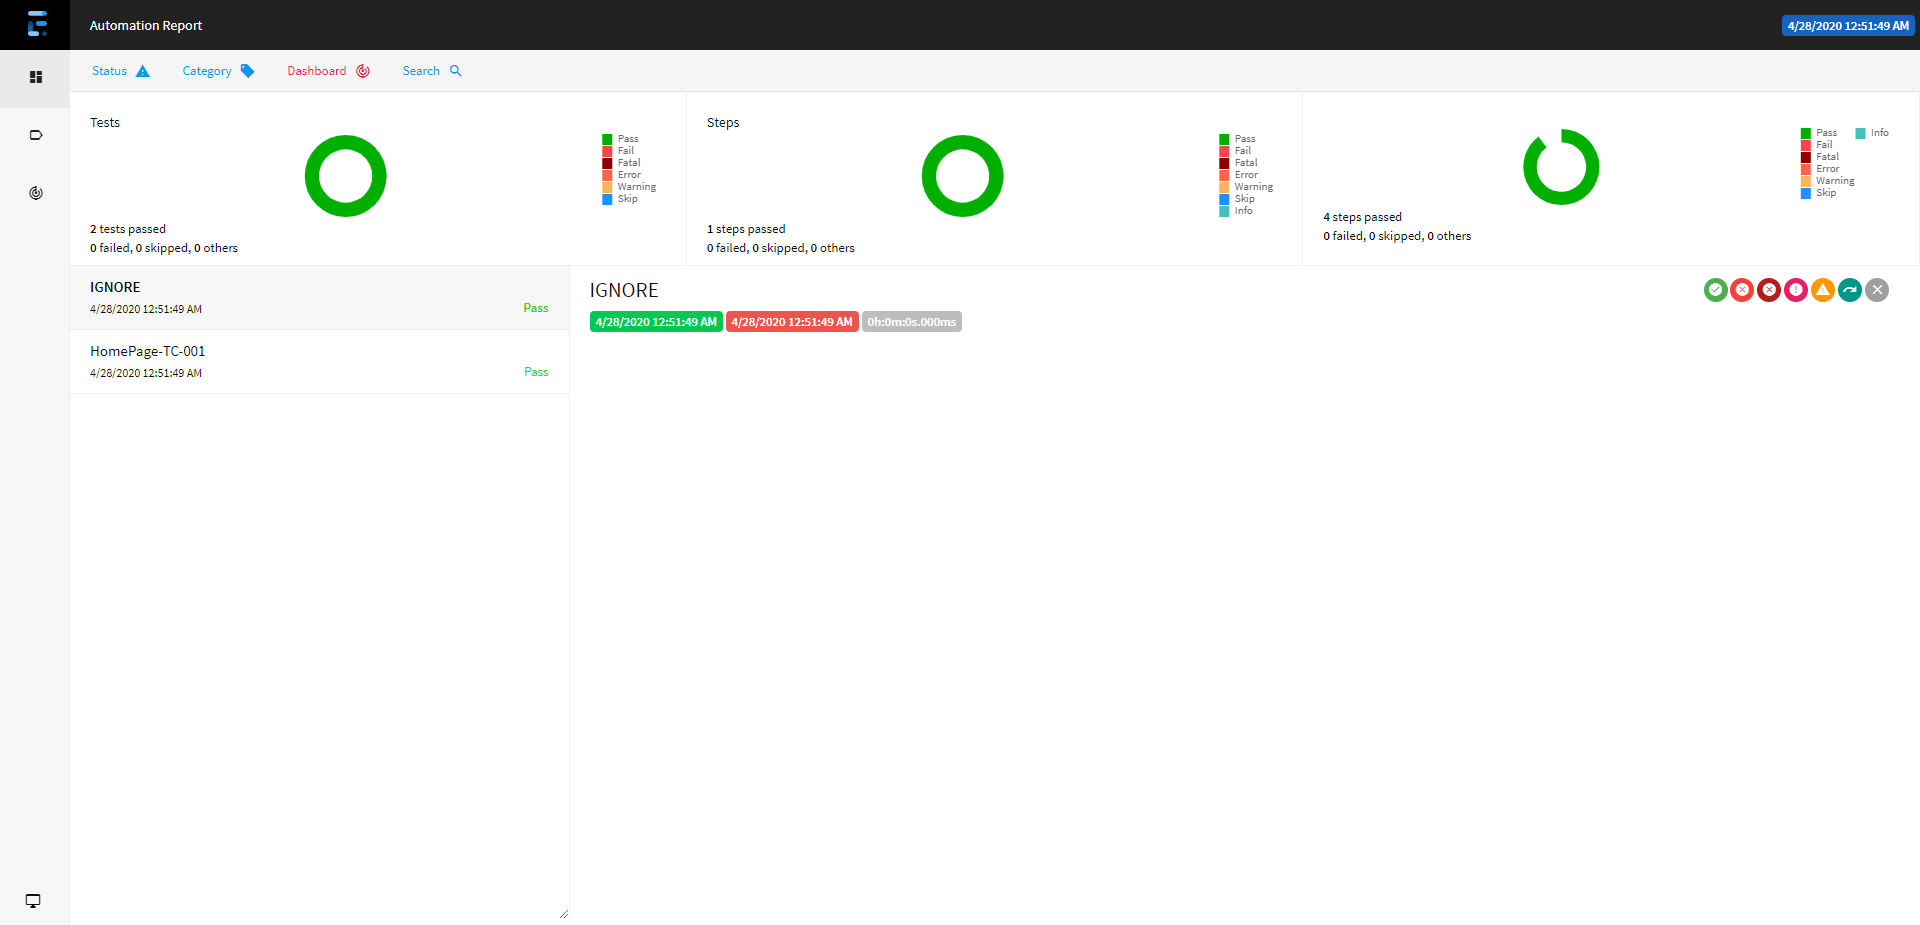 Automation Report
4/28/2020 12:51:49 AM
Status
Category
Dashboard
Search
Tests
Pass
Fail
Fatal
Error
Warning
Skip
2 tests passed
0 failed, 0 skipped, 0 others
Steps
Pass
Fail
Fatal
Error
Warning
Skip
Info
1 steps passed
0 failed, 0 skipped, 0 others
Pass
Info
Fail
Fatal
Error
Warning
Skip
4 steps passed
0 failed, 0 skipped, 0 others
IGNORE
4/28/2020 12:51:49 AM
Pass
HomePage-TC-001
4/28/2020 12:51:49 AM
Pass
IGNORE
4/28/2020 12:51:49 AM 4/28/2020 12:51:49 AM 0h:0m:0s.000ms